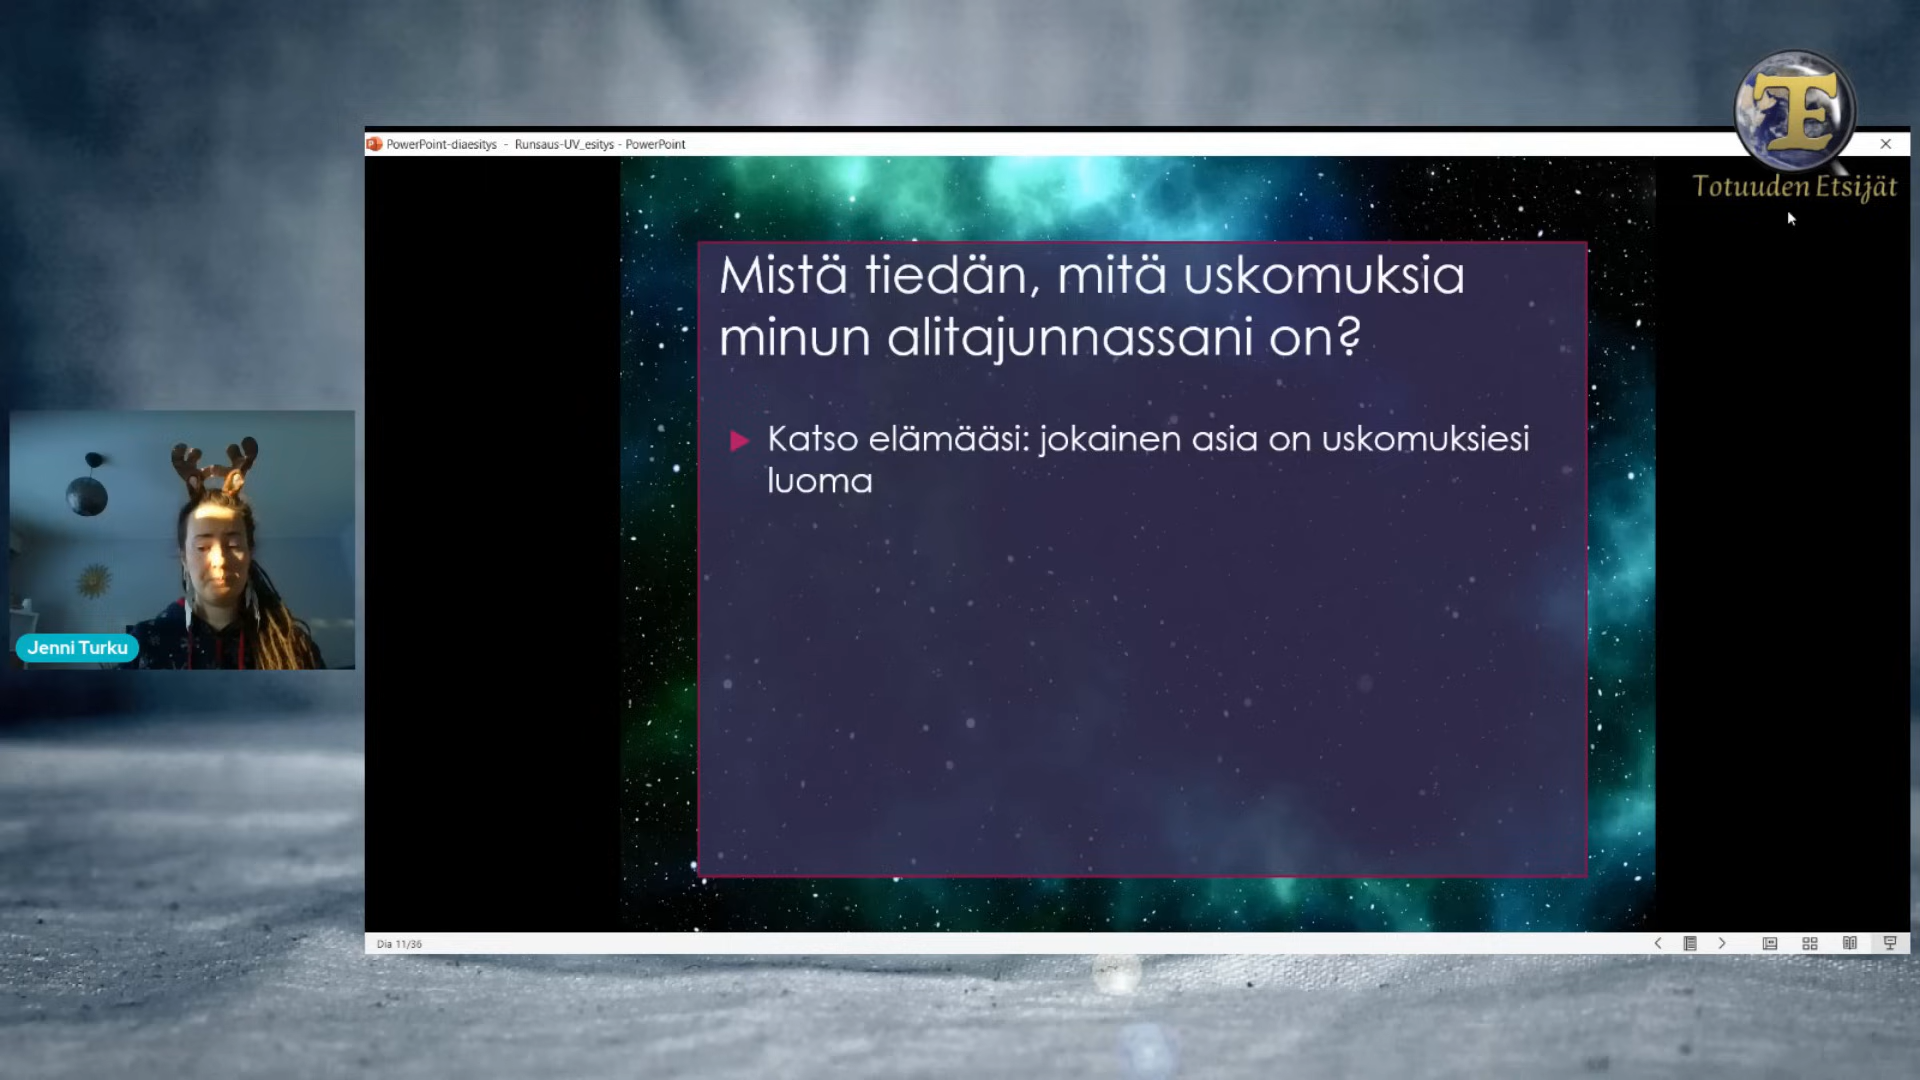 PowerPoint-diaesitys - Runsaus-UV_esitys - PowerPoint
TE
Totuuden Etsijät
Mistä tiedän, mitä uskomuksia
minun alitajunnassani on?
Katso elämääsi: jokainen asia on uskomuksiesi
luoma
Jenni Turku
Dia 11/36